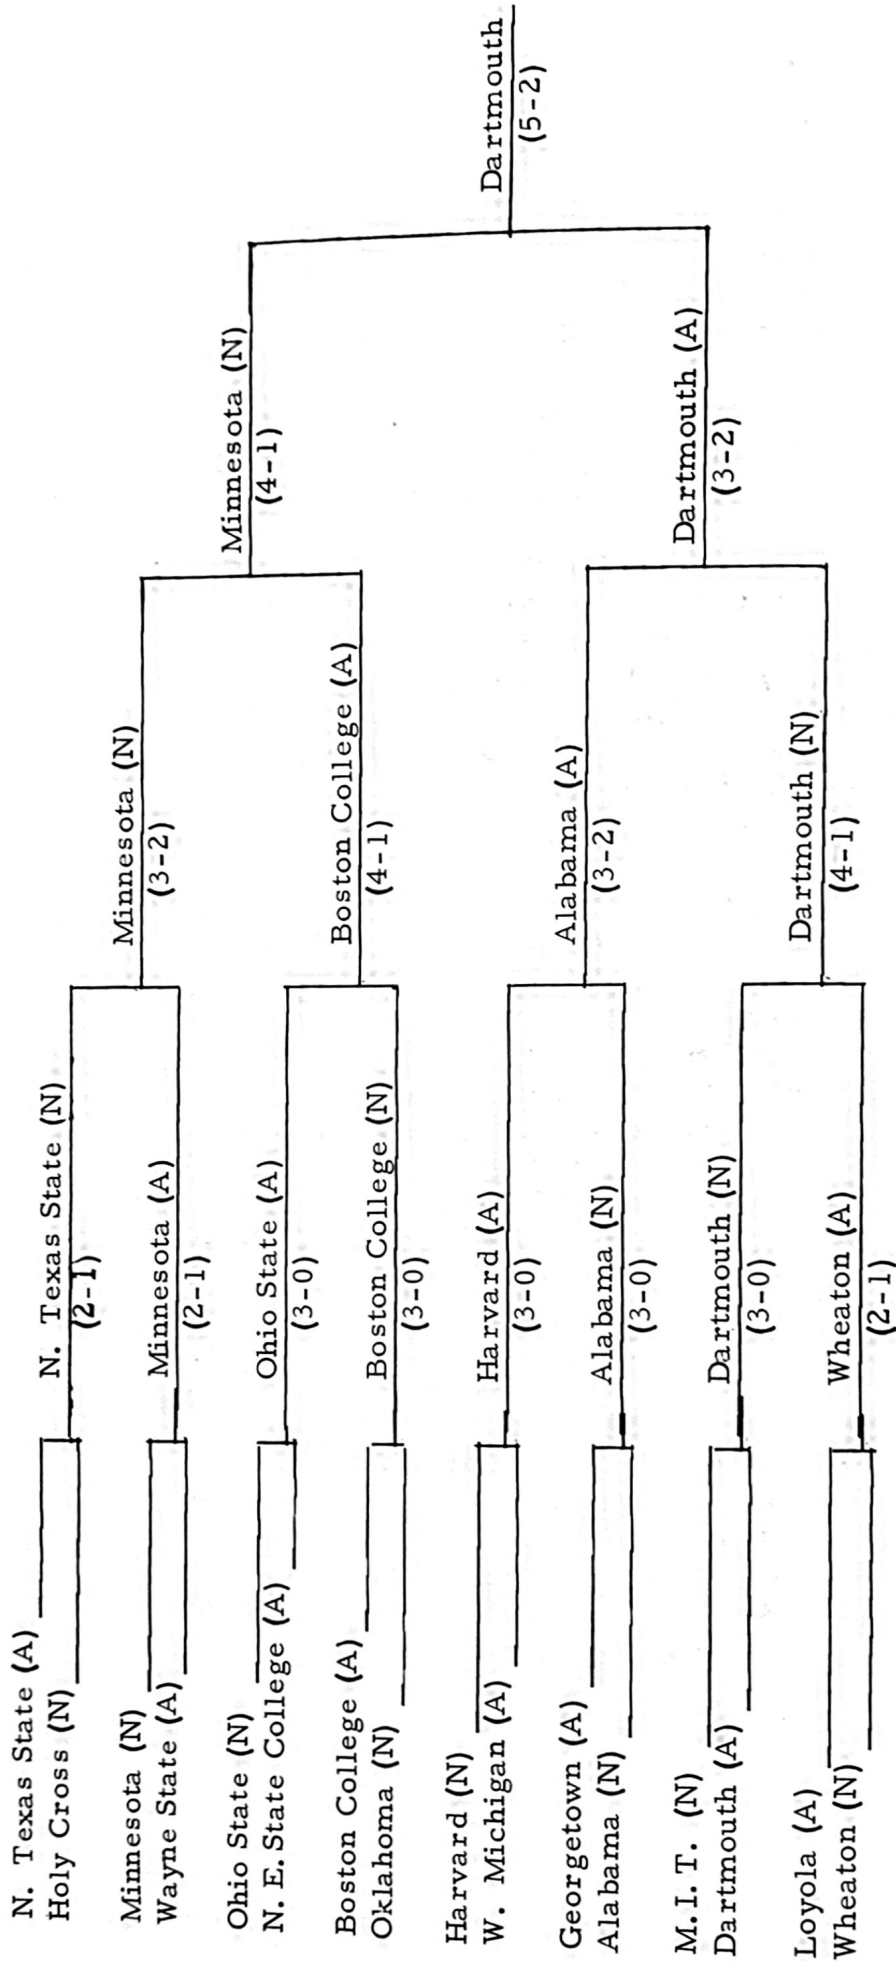 N. Texas State (A)
Holy Cross (N)
Minnesota (N)
Wayne State (A)
Ohio State (N)
N. E. State College (A)
Boston College (A)
Oklahoma (N)
Harvard (N)
W. Michigan (A)
Georgetown (A)
Alabama (N)
M.I.T. (N)
Dartmouth (A)
Loyola (A)
Wheaton (N)
N. Texas State (N)
(2-1)
Minnesota (A)
(2-1)
Ohio State (A)
(3-0)
Boston College (N)
(3-0)
Harvard (A)
(3-0)
Alabama (N)
(3-0)
Dartmouth (N)
(3-0)
Wheaton (A)
(2-1)
Minnesota (N)
(3-2)
Boston College (A)
(4-1)
Alabama (A)
(3-2)
Dartmouth (N)
(4-1)
Minnesota (N)
(4-1)
Dartmouth (A)
(3-2)
Dartmouth
(5-2)